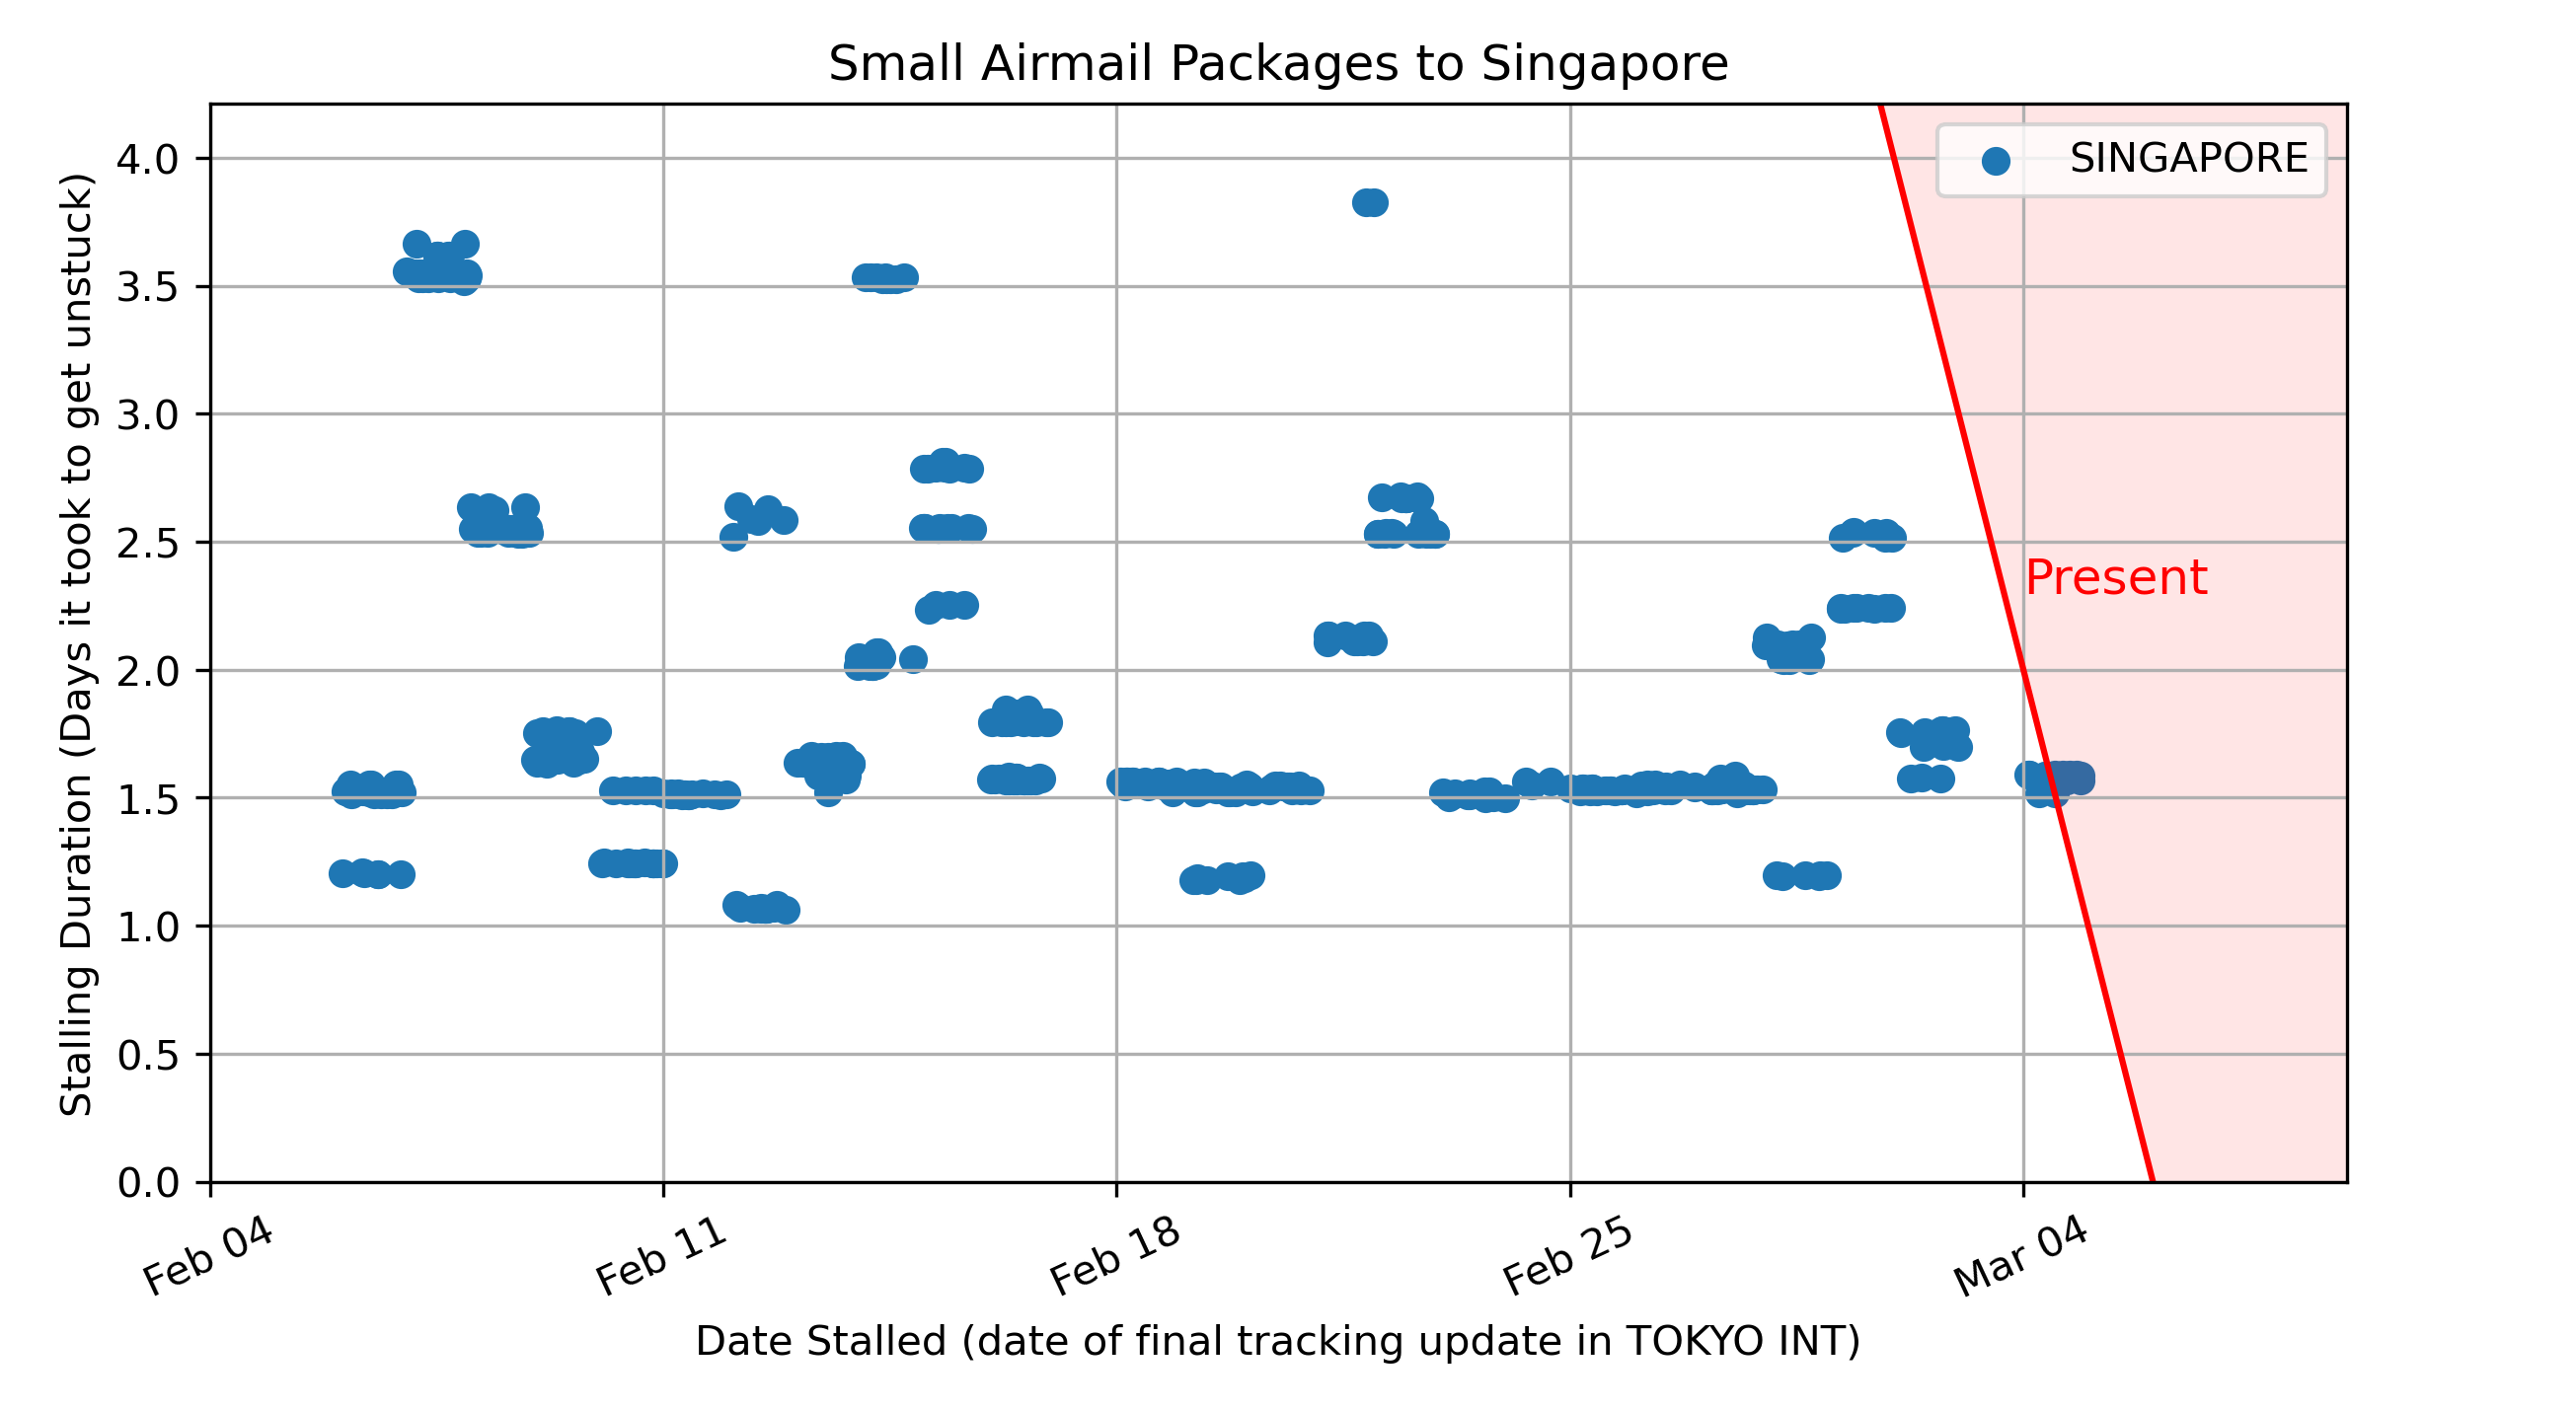 Small Airmail Packages to Singapore
SINGAPORE
Present
Stalling Duration (Days it took to get unstuck)
4.0
3.5
3.0
2.5
2.0
1.5
1.0
0.5
0.0
Feb 04
Feb 11
Feb 18
Feb 25
Mar 04
Date Stalled (date of final tracking update in TOKYO INT)